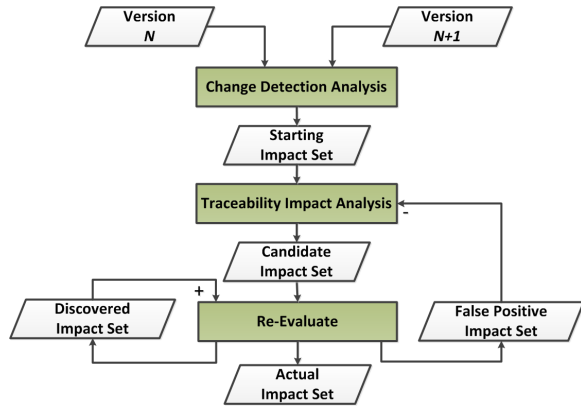 Version
N
Version
N+1
Change Detection Analysis
Starting
Impact Set
Traceability Impact Analysis
-
Candidate
Impact Set
+
Discovered
Impact Set
Re-Evaluate
False Positive
Impact Set
Actual
Impact Set